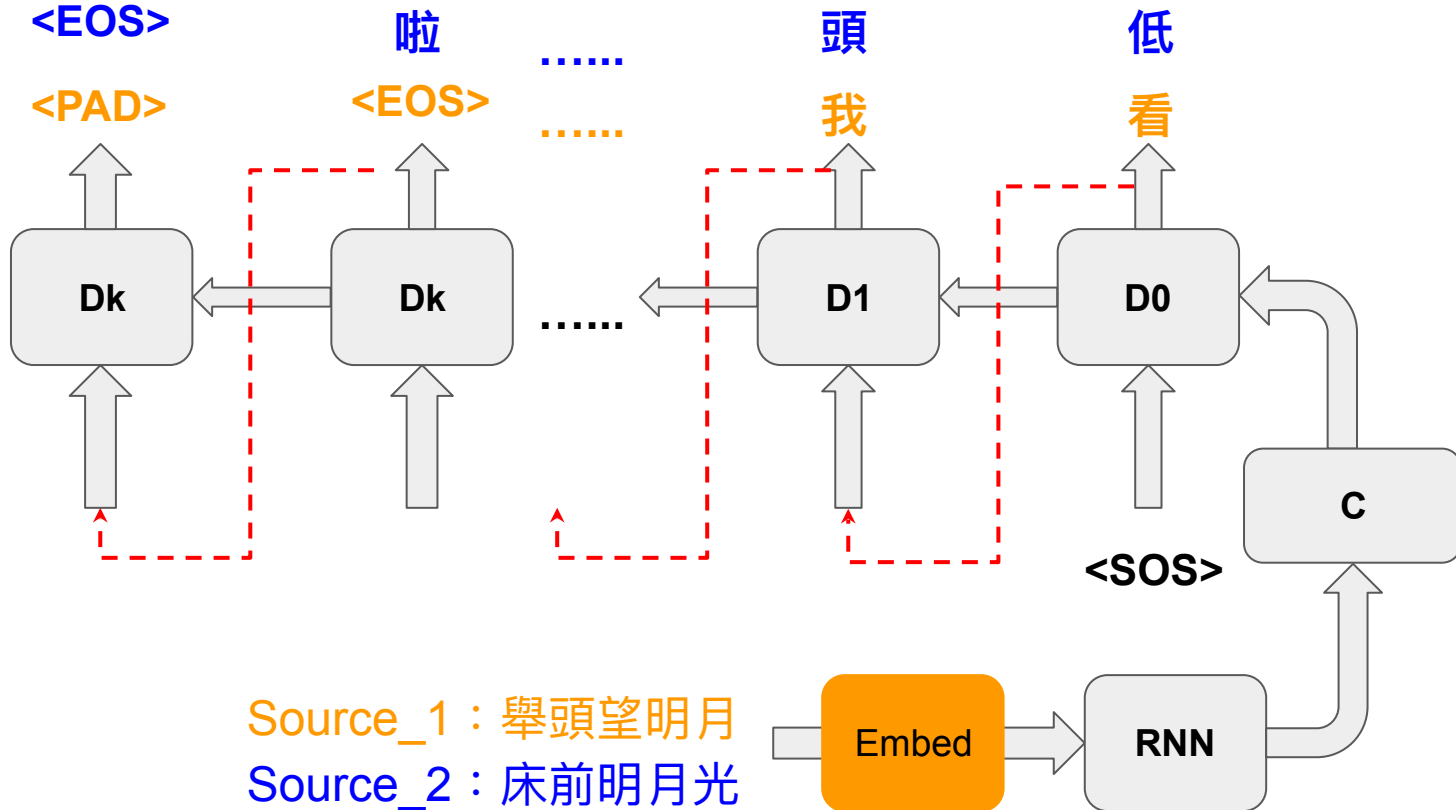 <EOS> 啦 …... 頭 低
<PAD> <EOS> …... 我 看
Dk Dk …... D1 D0
C
<SOS>
Source_1：舉頭望明月
Embed RNN
Source_2：床前明月光